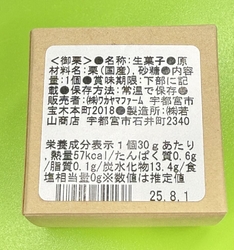 <御栗>●名称:生菓子●原
材料名:栗(国産),砂糖●内容
量:1個●賞味期限:下部に記
載●保存方法:常温で保存●
販売者:㈱ワカヤマファーム 宇都宮市
宝木本町2018●製造所:㈱若
山商店 宇都宮市石井町2340
栄養成分表示1個30gあたり
,熱量57kcal/たんぱく質0.6g
/脂質0.1g/炭水化物13.4g/食
塩相当量0g※数値は推定値
25.8.1